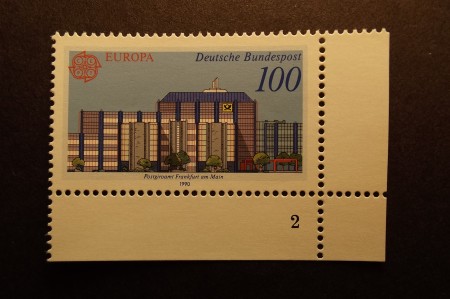 EUROPA Deutsche Bundespost
100
Postgiroamt Frankfurt am Main
1990
2